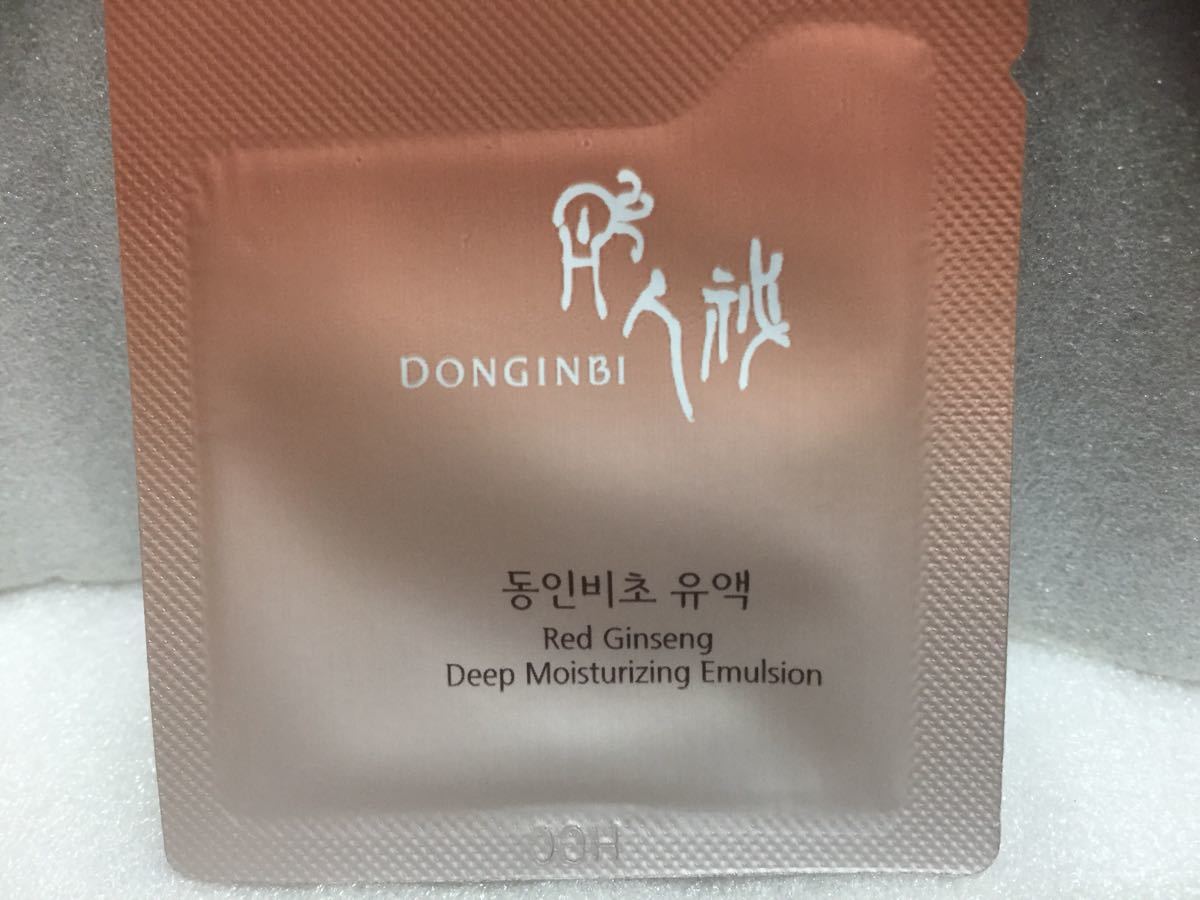 DONGINBI
동인비초 유액
Red Ginseng
Deep Moisturizing Emulsion